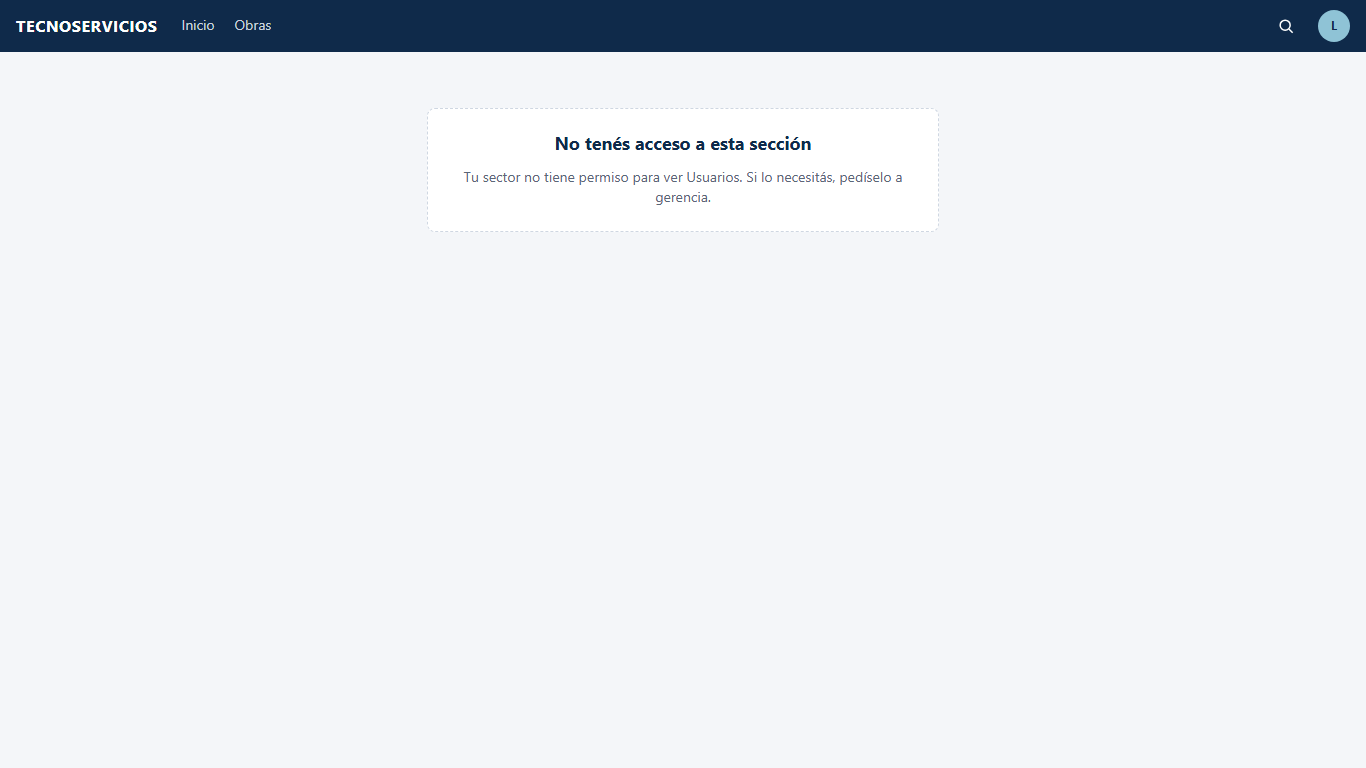 TECNOSERVICIOS Inicio Obras L
No tenés acceso a esta sección
Tu sector no tiene permiso para ver Usuarios. Si lo necesitás, pedíselo a
gerencia.